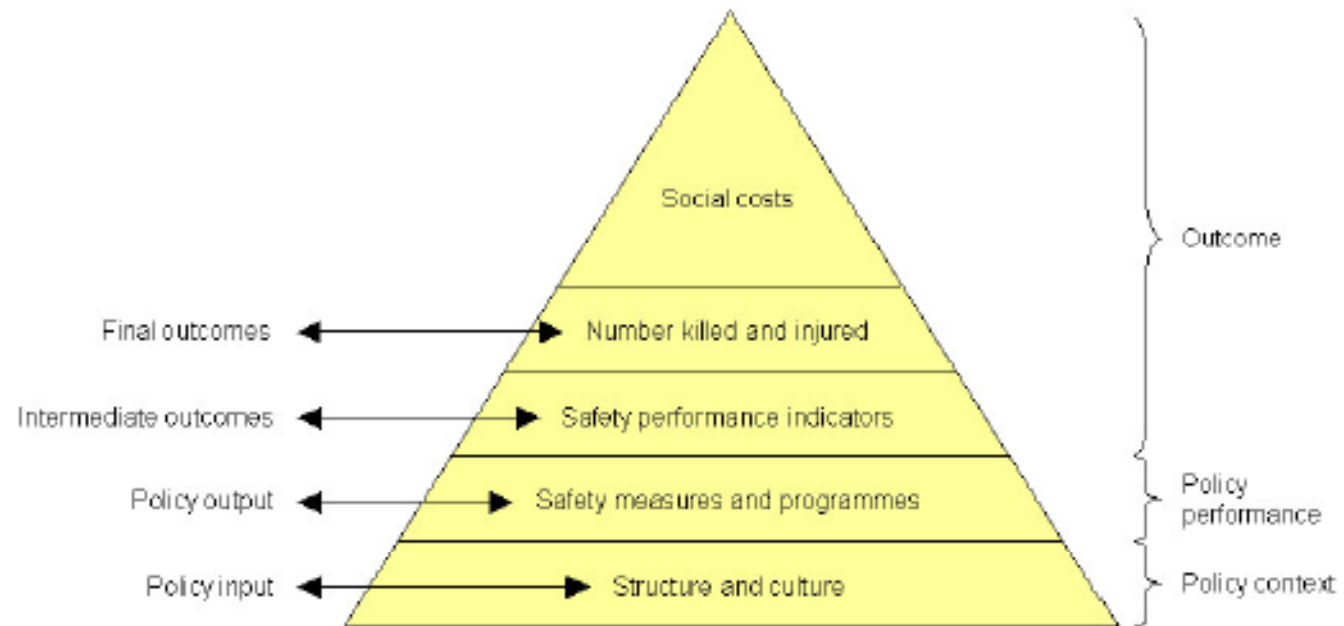 Social costs
Outcome
Final outcomes
Number killed and injured
Intermediate outcomes
Safety performance indicators
Policy output
Safety measures and programmes
Policy
performance
Policy input
Structure and culture
Policy context